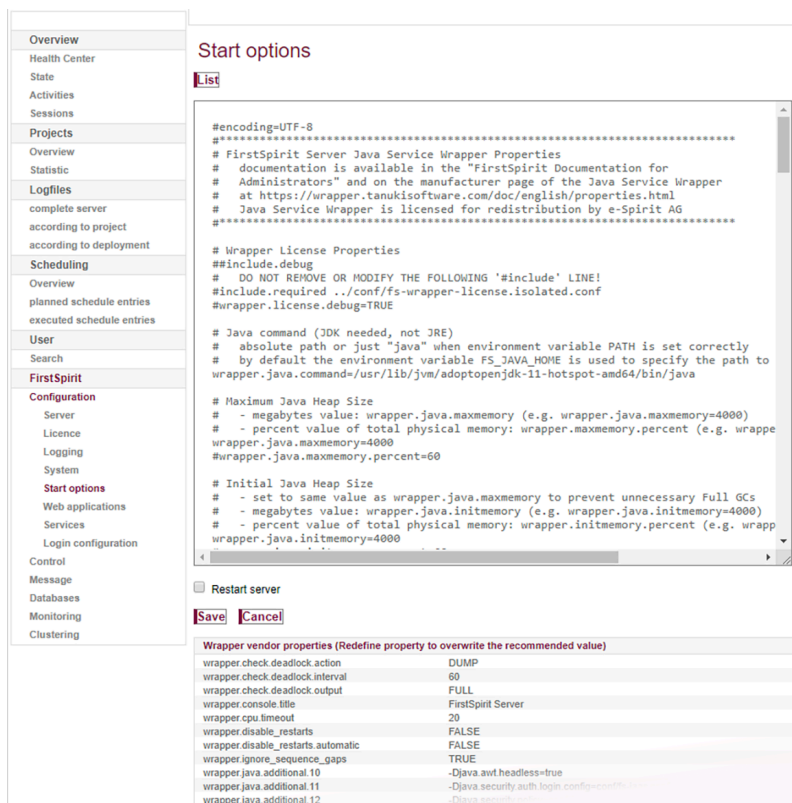 Overview
Health Center
State
Activities
Sessions
Projects
Overview
Statistic
Logfiles
complete server
according to project
according to deployment
Scheduling
Overview
planned schedule entries
executed schedule entries
User
Search
FirstSpirit
Configuration
Server
Licence
Logging
System
Start options
Web applications
Services
Login configuration
Control
Message
Databases
Monitoring
Clustering
Start options
List
#encoding=UTF-8
#******************************************************************************
# FirstSpirit Server Java Service Wrapper Properties
#   documentation is available in the "FirstSpirit Documentation for
#   Administrators" and on the manufacturer page of the Java Service Wrapper
#   at https://wrapper.tanukisoftware.com/doc/english/properties.html
#   Java Service Wrapper is licensed for redistribution by e-Spirit AG
#******************************************************************************
# Wrapper License Properties
##include.debug
#   DO NOT REMOVE OR MODIFY THE FOLLOWING '#include' LINE!
#include.required ../conf/fs-wrapper-license.isolated.conf
#wrapper.license.debug=TRUE
# Java command (JDK needed, not JRE)
#   absolute path or just "java" when environment variable PATH is set correctly
#   by default the environment variable FS_JAVA_HOME is used to specify the path to
wrapper.java.command=/usr/lib/jvm/adoptopenjdk-11-hotspot-amd64/bin/java
# Maximum Java Heap Size
#   - megabytes value: wrapper.java.maxmemory (e.g. wrapper.java.maxmemory=4000)
#   - percent value of total physical memory: wrapper.maxmemory.percent (e.g. wrappe
wrapper.java.maxmemory=4000
#wrapper.java.maxmemory.percent=60
# Initial Java Heap Size
#   - set to same value as wrapper.java.maxmemory to prevent unnecessary Full GCs
#   - megabytes value: wrapper.java.initmemory (e.g. wrapper.java.initmemory=4000)
#   - percent value of total physical memory: wrapper.initmemory.percent (e.g. wrapp
wrapper.java.initmemory=4000
Restart server
Save Cancel
Wrapper vendor properties (Redefine property to overwrite the recommended value)
wrapper.check.deadlock.action DUMP
wrapper.check.deadlock.interval 60
wrapper.check.deadlock.output FULL
wrapper.console.title FirstSpirit Server
wrapper.cpu.timeout 20
wrapper.disable_restarts FALSE
wrapper.disable_restarts.automatic FALSE
wrapper.ignore_sequence_gaps TRUE
wrapper.java.additional.10 -Djava.awt.headless=true
wrapper.java.additional.11 -Djava.security.auth.login.config=
wrapper.java.additional.12